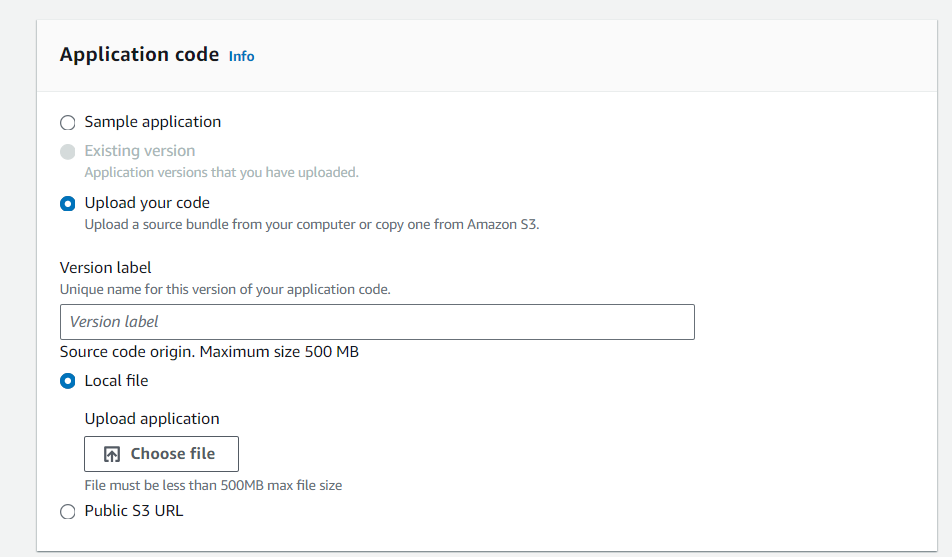 Application code Info
Sample application
Existing version
Application versions that you have uploaded.
Upload your code
Upload a source bundle from your computer or copy one from Amazon S3.
Version label
Unique name for this version of your application code.
Version label
Source code origin. Maximum size 500 MB
Local file
Upload application
Choose file
File must be less than 500MB max file size
Public S3 URL